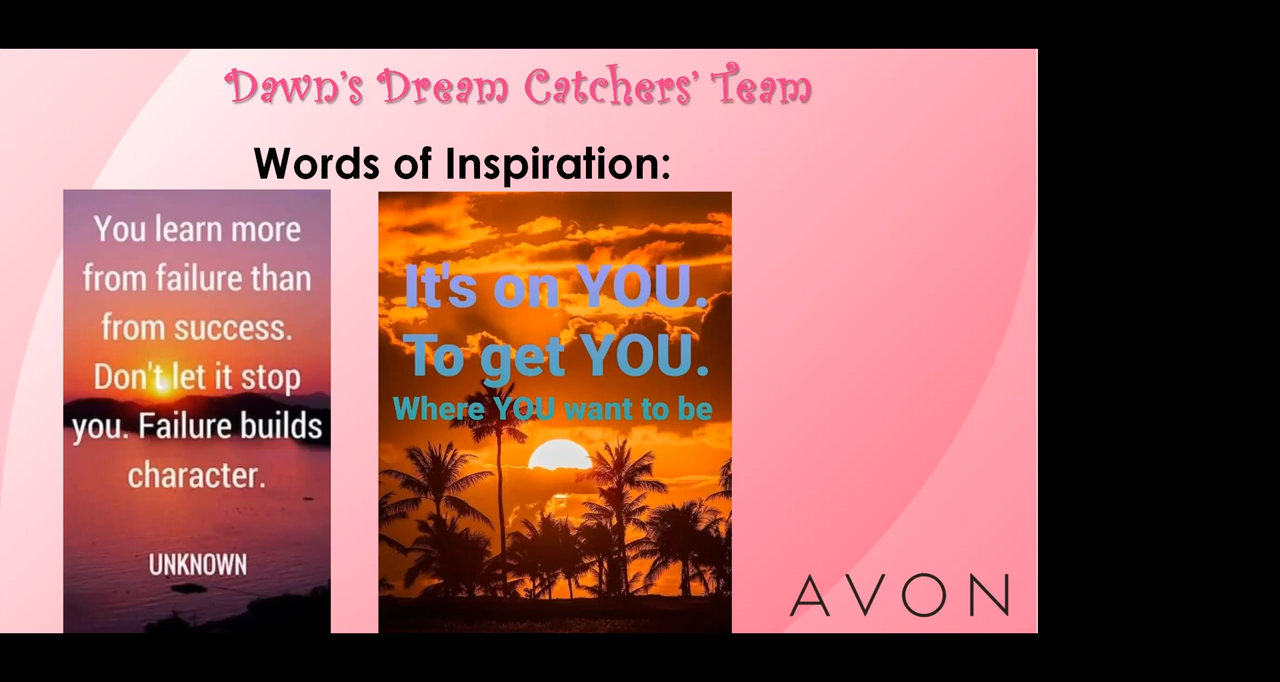 Dawn's Dream Catchers' Team
Words of Inspiration:
You learn more
from failure than
from success.
Don't let it stop
you. Failure builds
character.
UNKNOWN
It's on YOU.
To get YOU.
Where YOU want to be
AVON